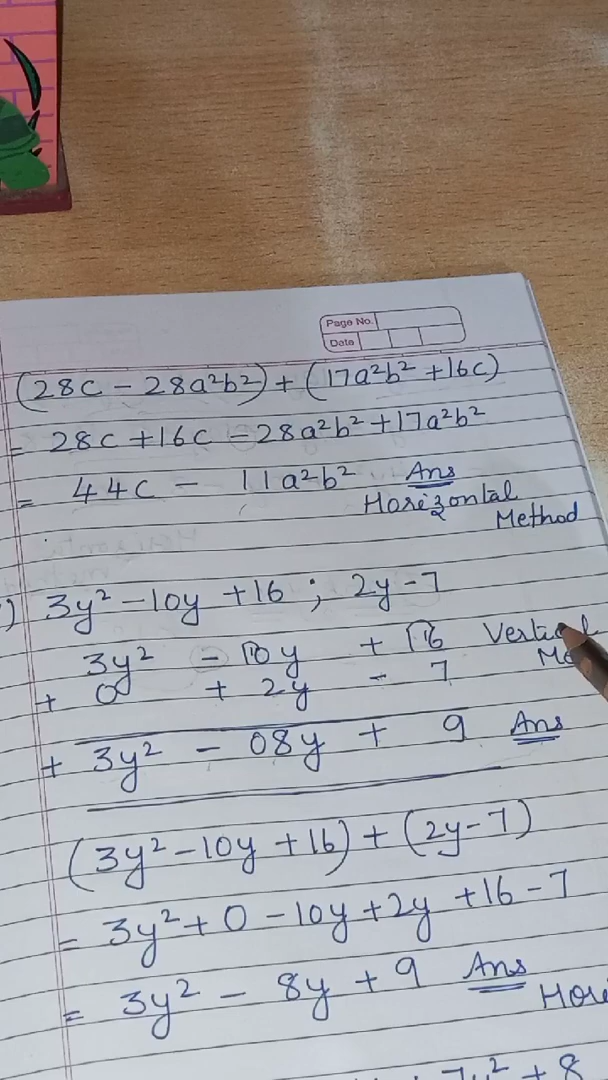 Page No.
Date
(28c - 28a²b²) + (17a²b² + 16c)
= 28c + 16c - 28a²b² + 17a²b²
= 44c - 11a²b² Ans
Horizontal
Method
) 3y² - 10y + 16 ; 2y - 7
3y² - 10y + 16 Vertical
+ 0 + 2y - 7
+ 3y² - 08y + 9 Ans
(3y² - 10y + 16) + (2y - 7)
= 3y² + 0 - 10y + 2y + 16 - 7
= 3y² - 8y + 9 Ans